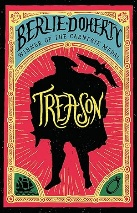 BERLIE DOHERTY
WINNER OF THE CARNEGIE MEDAL
TREASON